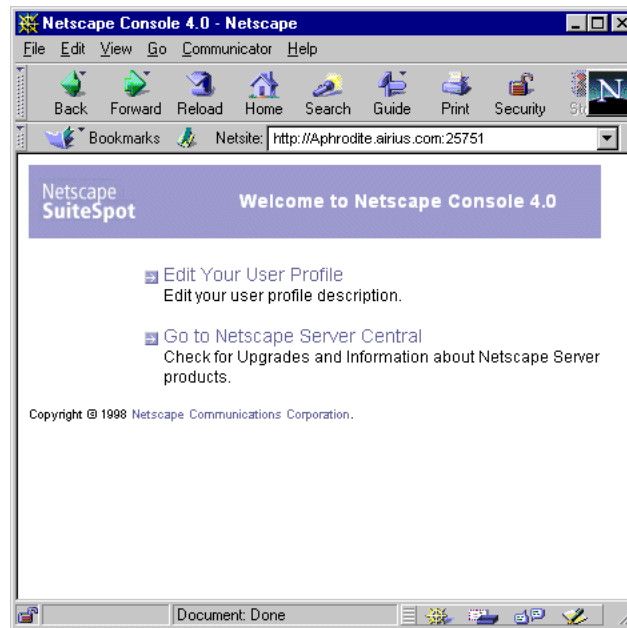 Netscape Console 4.0 - Netscape
File Edit View Go Communicator Help
Back Forward Reload Home Search Guide Print Security
N
Bookmarks Netsite: http://Aphrodite.airius.com:25751
Netscape
SuiteSpot
Welcome to Netscape Console 4.0
Edit Your User Profile
Edit your user profile description.
Go to Netscape Server Central
Check for Upgrades and Information about Netscape Server
products.
Copyright © 1998 Netscape Communications Corporation.
Document: Done